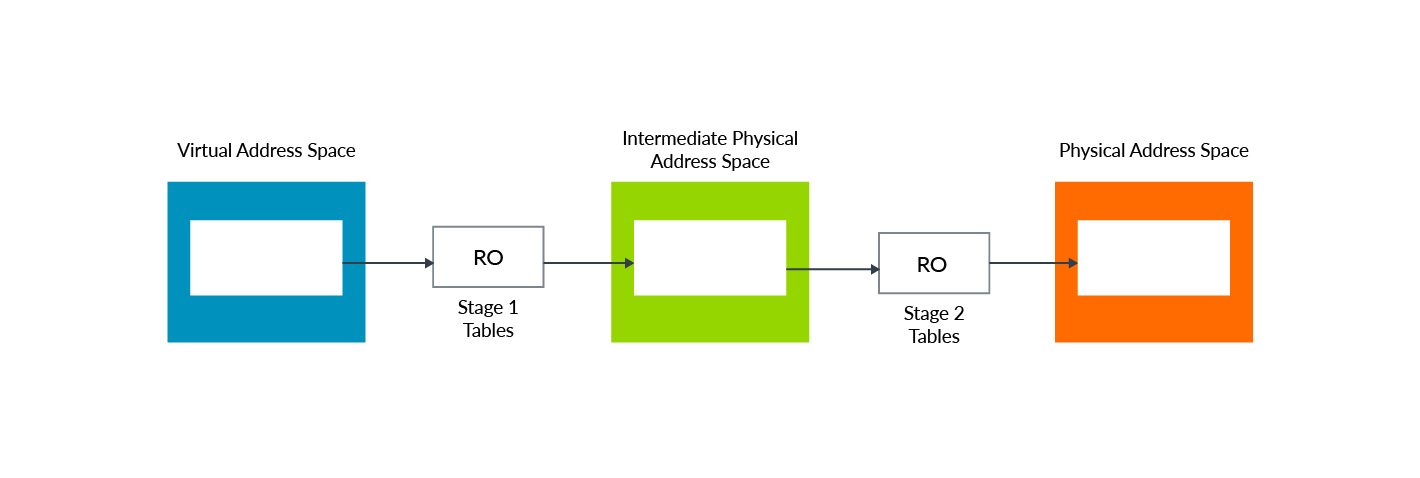 Virtual Address Space
Intermediate Physical
Address Space
Physical Address Space
RO
Stage 1
Tables
RO
Stage 2
Tables